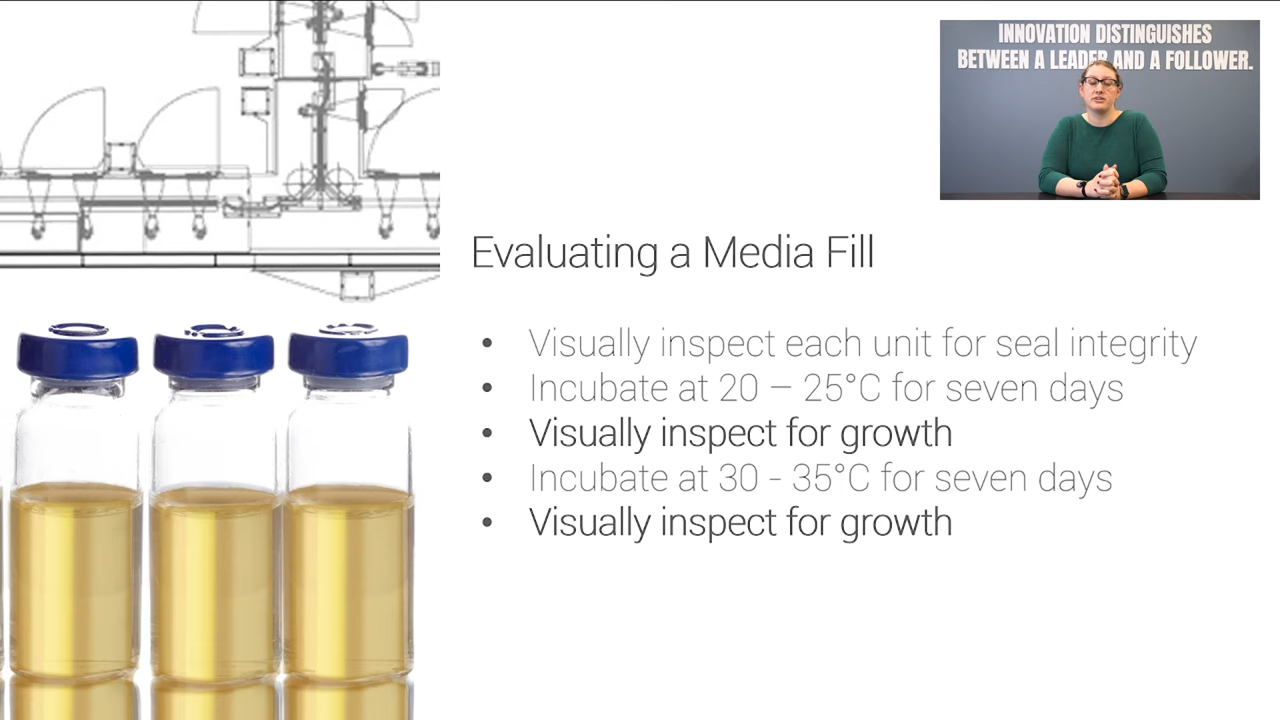 INNOVATION DISTINGUISHES
BETWEEN A LEADER AND A FOLLOWER.
Evaluating a Media Fill
• Visually inspect each unit for seal integrity
• Incubate at 20 – 25°C for seven days
• Visually inspect for growth
• Incubate at 30 - 35°C for seven days
• Visually inspect for growth